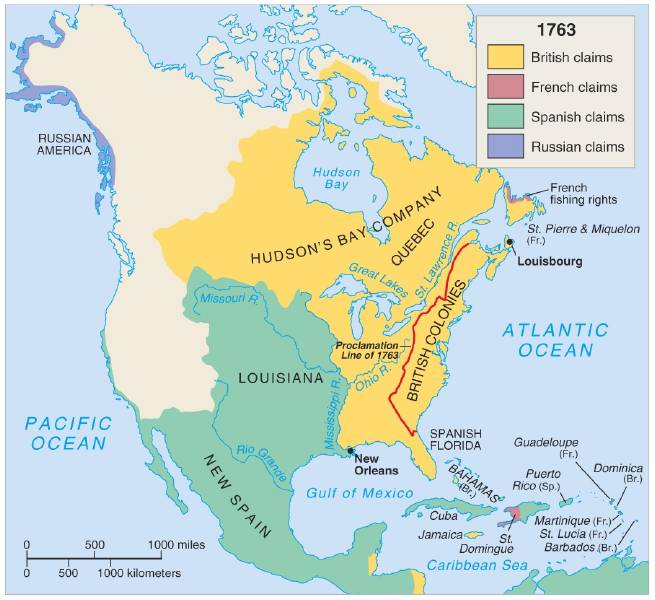 1763
British claims
French claims
Spanish claims
Russian claims
RUSSIAN
AMERICA
Hudson
Bay
HUDSON'S BAY COMPANY
QUEBEC
French
fishing rights
St. Pierre & Miquelon
(Fr.)
Louisbourg
St. Lawrence R.
Great Lakes
Missouri R.
BRITISH COLONIES
Proclamation
Line of 1763
ATLANTIC
OCEAN
LOUISIANA
Ohio R.
Mississippi R.
PACIFIC
OCEAN
SPANISH
FLORIDA
New
Orleans
Rio Grande
NEW SPAIN
Gulf of Mexico
BAHAMAS
(Br.)
Guadeloupe
(Fr.)
Dominica
(Br.)
Puerto
Rico (Sp.)
Cuba
Jamaica
St.
Domingue
Martinique (Fr.)
St. Lucia (Fr.)
Barbados (Br.)
Caribbean Sea
0 500 1000 miles
0 500 1000 kilometers